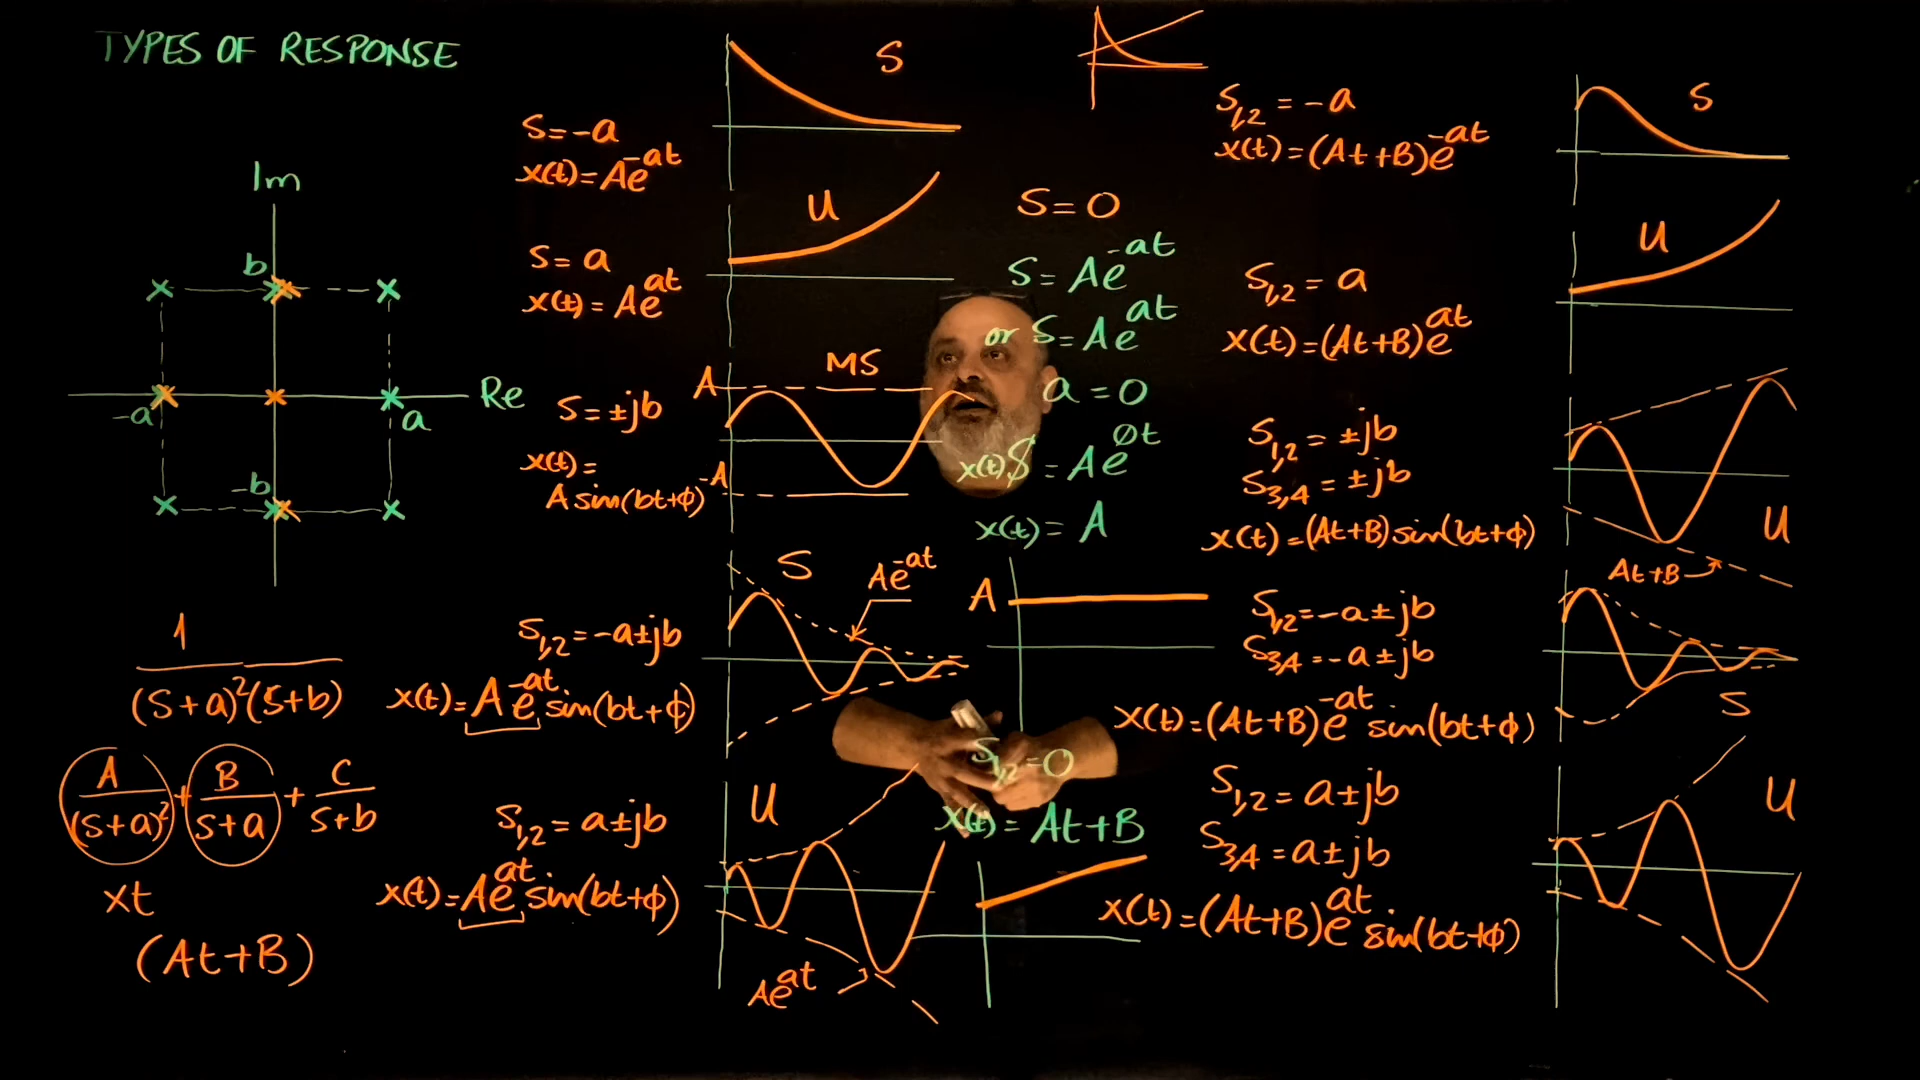 TYPES OF RESPONSE
Im
b
-a
a
Re
-b
1
(S+a)²(S+b)
A/(S+a)² + B/S+a + C/S+b
xt
(At+B)
S=-a
x(t)=Ae^-at
S
S=a
x(t)=Ae^at
U
S=±jb
x(t)=
A sin(bt+ϕ)
A
MS
-A
S1,2=-a±jb
x(t)=Ae^-at sin(bt+ϕ)
S
Ae^-at
S1,2=a±jb
x(t)=Ae^at sin(bt+ϕ)
U
Ae^at
S=0
S=Ae^-at
or S=Ae^at
a=0
x(t)$=Ae^0t
x(t)=A
A
S1,2=0
x(t)=At+B
S1,2=-a
x(t)=(At+B)e^-at
S
S1,2=a
x(t)=(At+B)e^at
U
S1,2=±jb
S3,4=±jb
x(t)=(At+B)sin(bt+ϕ)
U
At+B
S1,2=-a±jb
S3,4=-a±jb
x(t)=(At+B)e^-at sin(bt+ϕ)
S
S1,2=a±jb
S3,4=a±jb
x(t)=(At+B)e^at sin(bt+ϕ)
U